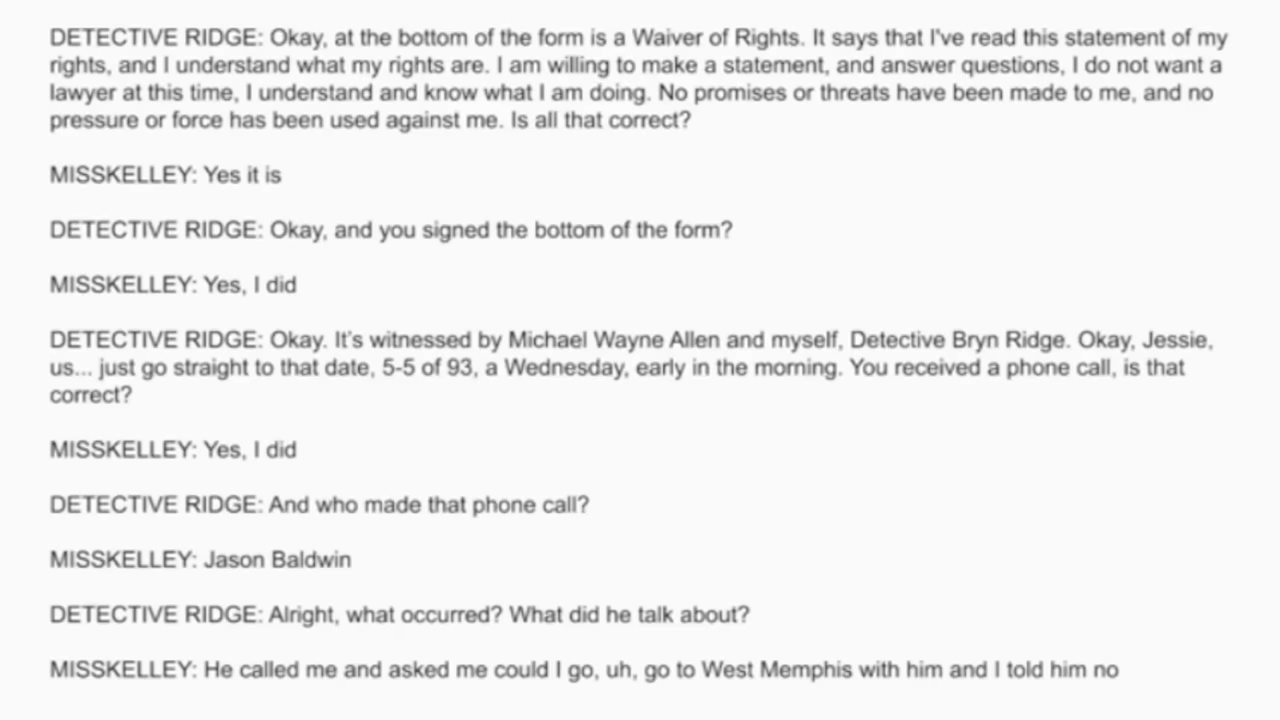 DETECTIVE RIDGE: Okay, at the bottom of the form is a Waiver of Rights. It says that I've read this statement of my
rights, and I understand what my rights are. I am willing to make a statement, and answer questions, I do not want a
lawyer at this time, I understand and know what I am doing. No promises or threats have been made to me, and no
pressure or force has been used against me. Is all that correct?
MISSKELLEY: Yes it is
DETECTIVE RIDGE: Okay, and you signed the bottom of the form?
MISSKELLEY: Yes, I did
DETECTIVE RIDGE: Okay. It's witnessed by Michael Wayne Allen and myself, Detective Bryn Ridge. Okay, Jessie,
us... just go straight to that date, 5-5 of 93, a Wednesday, early in the morning. You received a phone call, is that
correct?
MISSKELLEY: Yes, I did
DETECTIVE RIDGE: And who made that phone call?
MISSKELLEY: Jason Baldwin
DETECTIVE RIDGE: Alright, what occurred? What did he talk about?
MISSKELLEY: He called me and asked me could I go, uh, go to West Memphis with him and I told him no